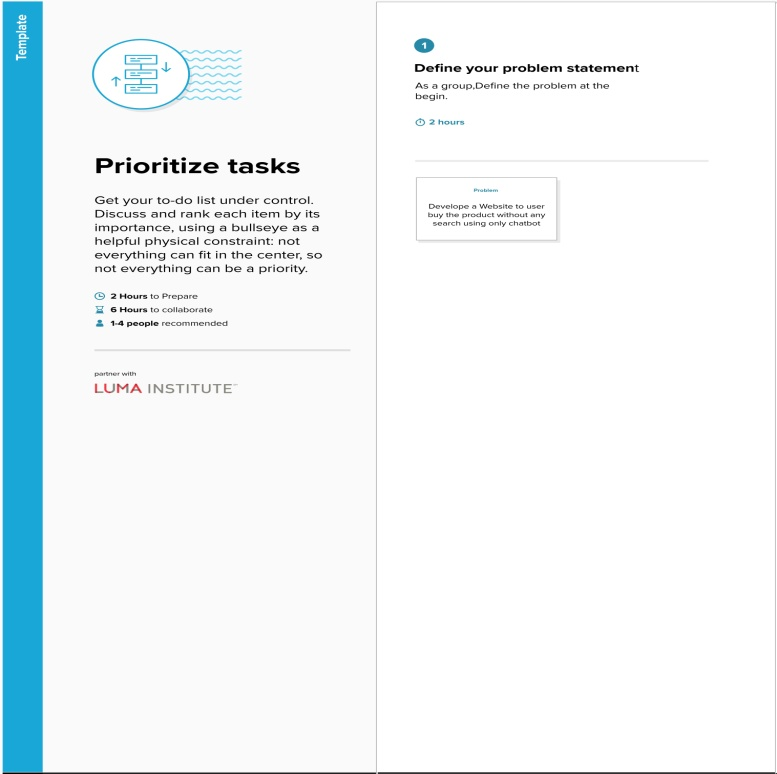 Template
Prioritize tasks
Get your to-do list under control.
Discuss and rank each item by its
importance, using a bullseye as a
helpful physical constraint: not
everything can fit in the center, so
not everything can be a priority.
2 Hours to Prepare
6 Hours to collaborate
1-4 people recommended
partner with
LUMA INSTITUTE™
1
Define your problem statement
As a group,Define the problem at the
begin.
2 hours
Problem
Develope a Website to user
buy the product without any
search using only chatbot